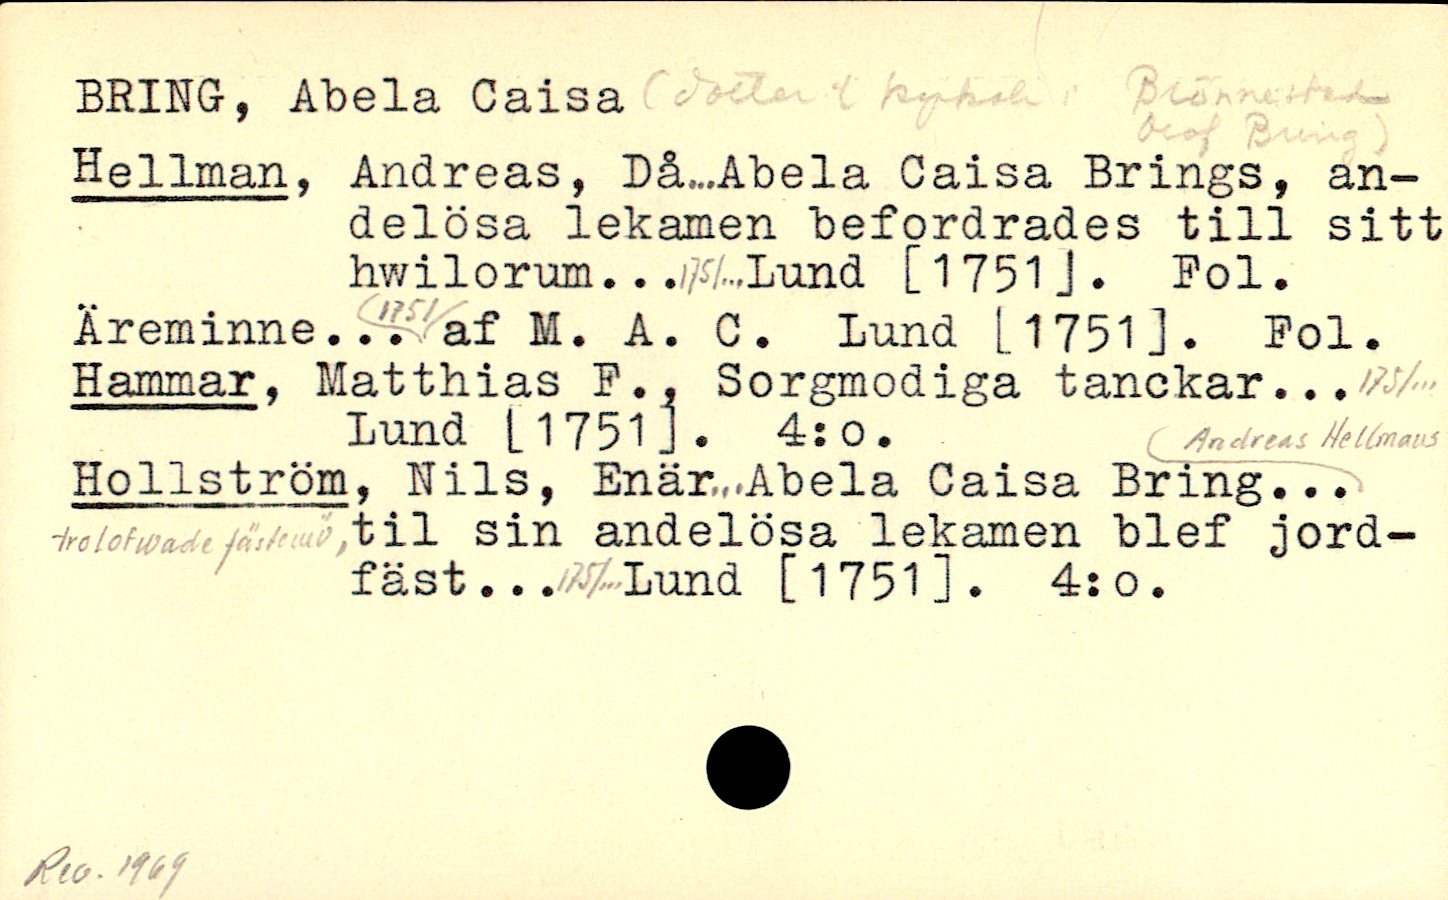 BRING, Abela Caisa (dotter t kyrkoh i Brönnestad
Olof Bring)
Hellman, Andreas, Då...Abela Caisa Brings, an-
delösa lekamen befordrades till sitt
hwilorum...1751...Lund [1751]. Fol.
Äreminne...(1751) af M. A. C. Lund [1751]. Fol.
Hammar, Matthias F., Sorgmodiga tanckar...1751...
Lund [1751]. 4:o.
Andreas Hellmans
Hollström, Nils, Enär...Abela Caisa Bring...
trolofwade fästemö, til sin andelösa lekamen blef jord-
fäst...1751...Lund [1751]. 4:o.
Rev. 1969